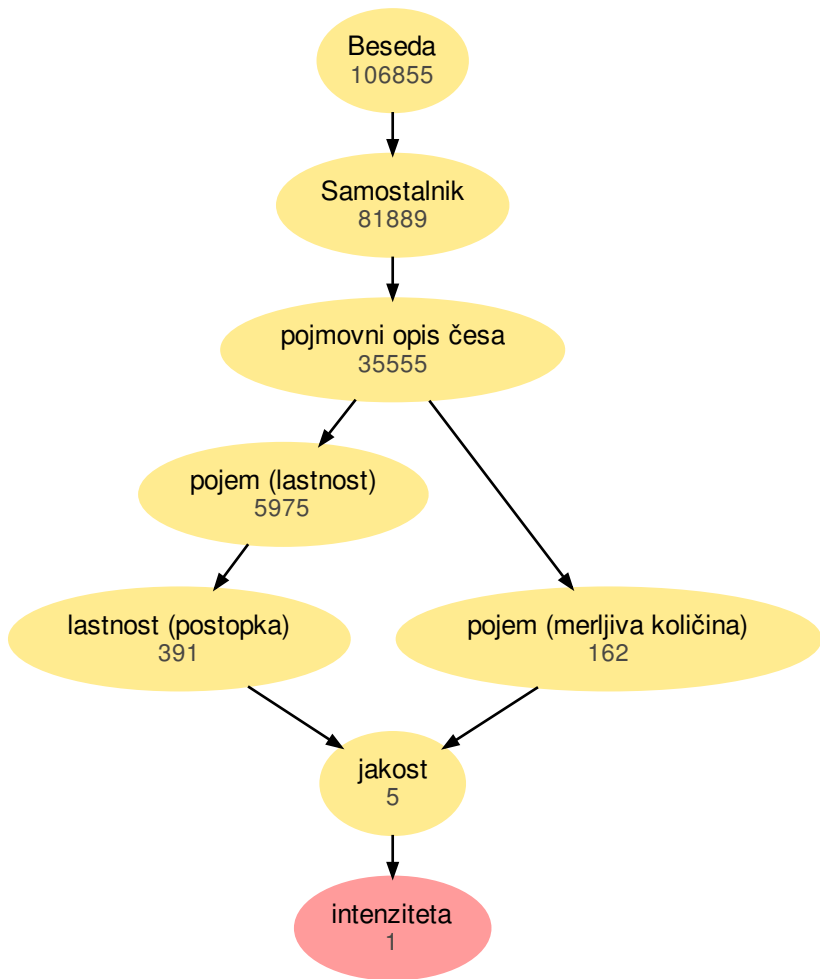 Beseda
106855
Samostalnik
81889
pojmovni opis česa
35555
pojem (lastnost)
5975
lastnost (postopka)
391
pojem (merljiva količina)
162
jakost
5
intenziteta
1